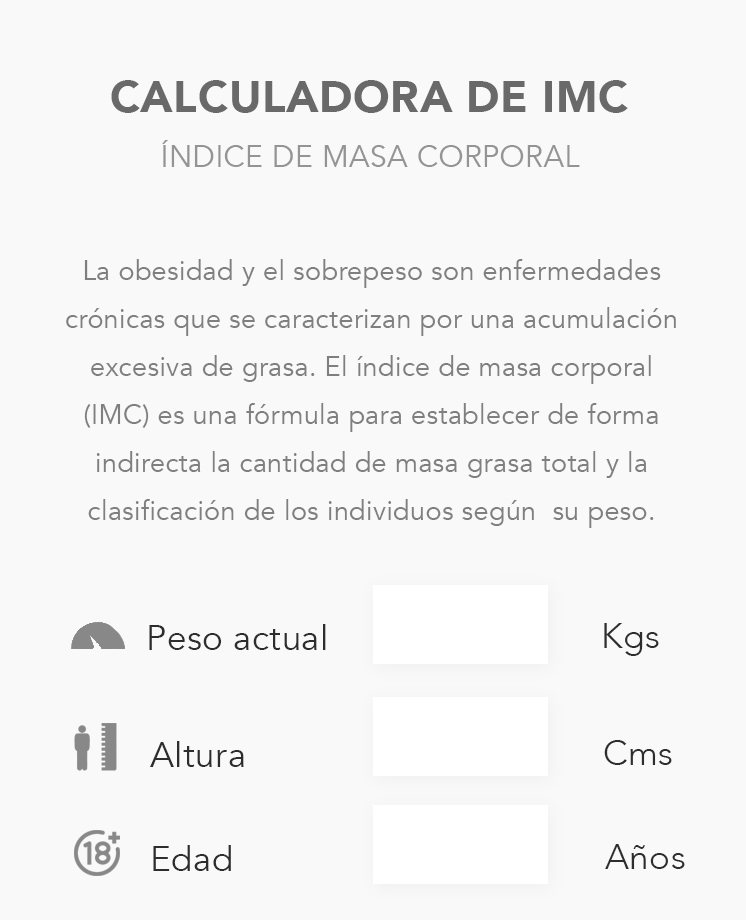 CALCULADORA DE IMC
ÍNDICE DE MASA CORPORAL
La obesidad y el sobrepeso son enfermedades
crónicas que se caracterizan por una acumulación
excesiva de grasa. El índice de masa corporal
(IMC) es una fórmula para establecer de forma
indirecta la cantidad de masa grasa total y la
clasificación de los individuos según  su peso.
Peso actual Kgs
Altura Cms
18+ Edad Años